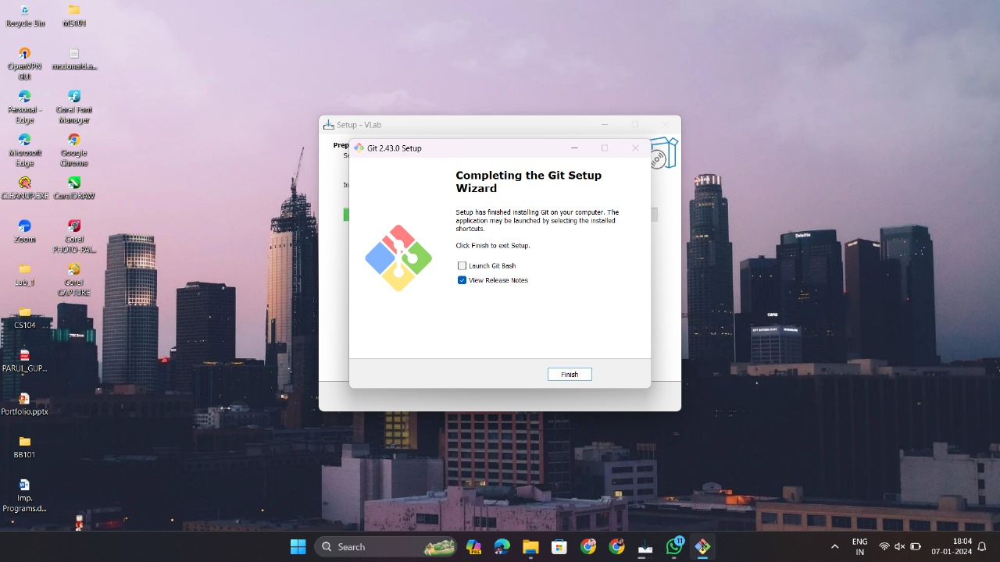 Recycle Bin
MS101
OpenVPN
GUI
mcdonald.a...
Personal -
Edge
Corel Font
Manager
Microsoft
Edge
Google
Chrome
CLEANUP.EXE
CorelDRAW
Zoom
Corel
PHOTO-PAI...
Lab_1
Corel
CAPTURE
CS104
PARUL_GUP...
Portfolio.pptx
BB101
Imp.
Programs.d...
Setup - VLab
Prep
Se
In
Git 2.43.0 Setup
Completing the Git Setup
Wizard
Setup has finished installing Git on your computer. The
application may be launched by selecting the installed
shortcuts.
Click Finish to exit Setup.
Launch Git Bash
View Release Notes
Finish
Deloitte
CBRE
Search
PRE
11
ENG
IN
18:04
07-01-2024